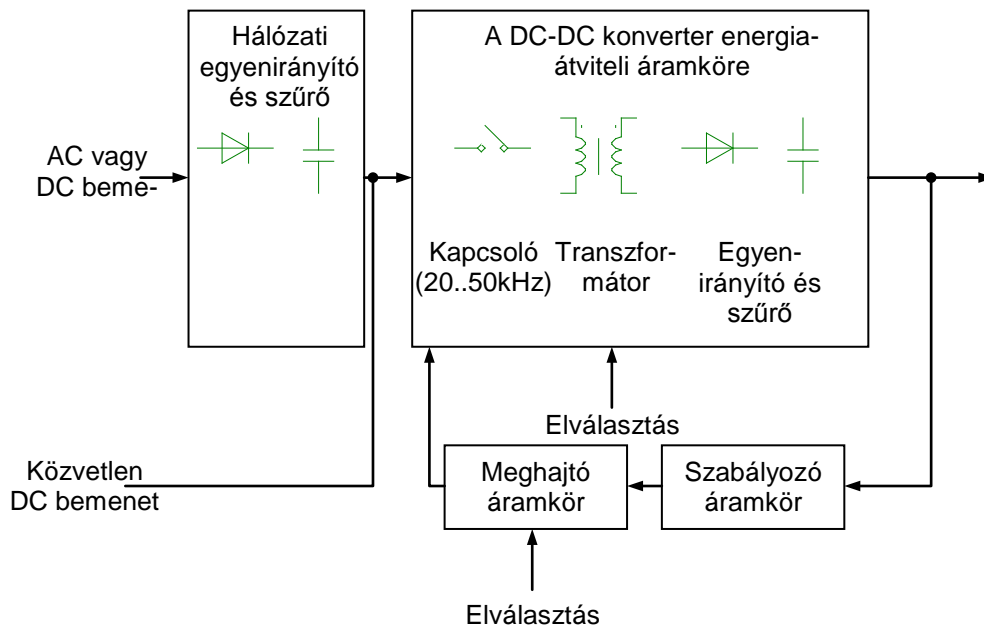 Hálózati
egyenirányító
és szűrő
A DC-DC konverter energia-
átviteli áramköre
AC vagy
DC beme-
Kapcsoló
(20..50kHz)
Transzfor-
mátor
Egyen-
irányító és
szűrő
Elválasztás
Közvetlen
DC bemenet
Meghajtó
áramkör
Szabályozó
áramkör
Elválasztás